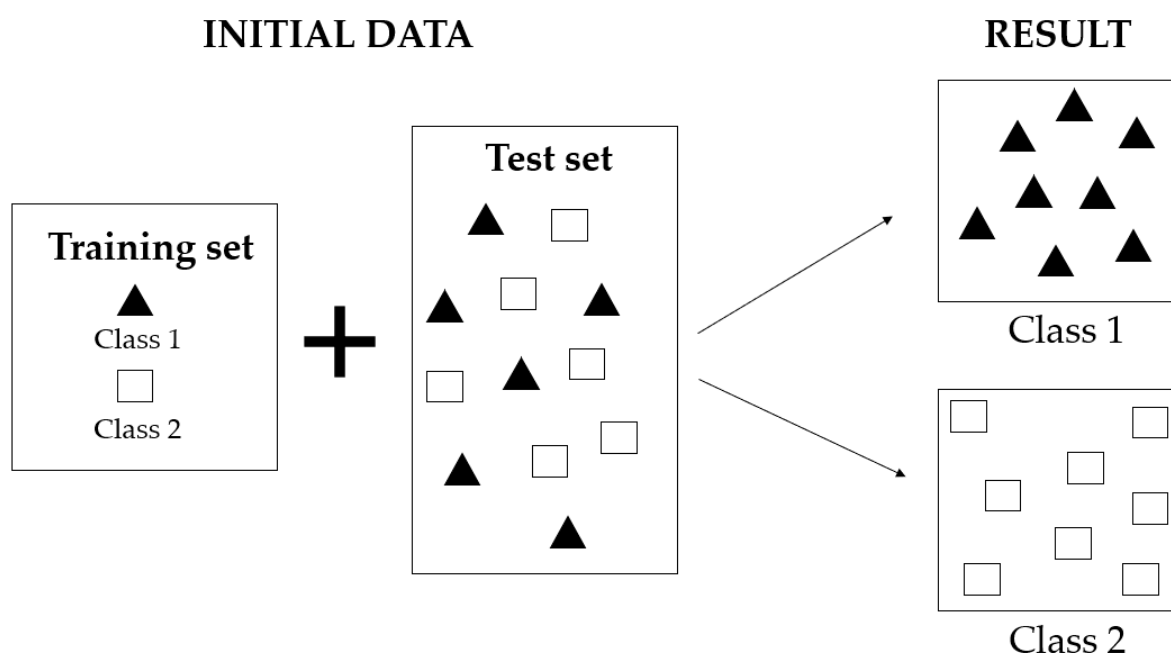 INITIAL DATA
RESULT
Training set
Class 1
Class 2
Test set
Class 1
Class 2